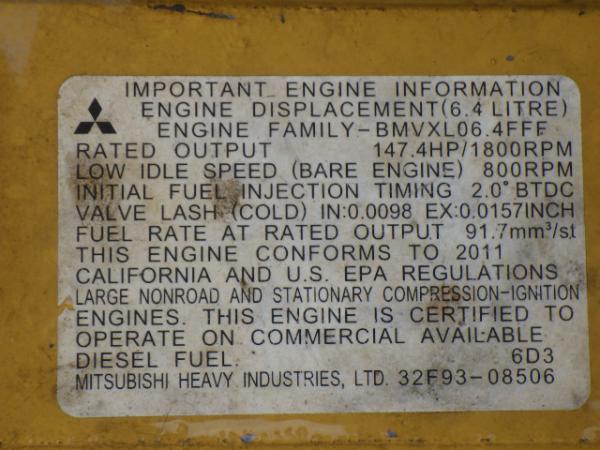 IMPORTANT ENGINE INFORMATION
ENGINE DISPLACEMENT(6.4 LITRE)
ENGINE FAMILY-BMVXL06.4FFF
RATED OUTPUT 147.4HP/1800RPM
LOW IDLE SPEED (BARE ENGINE) 800RPM
INITIAL FUEL INJECTION TIMING 2.0° BTDC
VALVE LASH (COLD) IN:0.0098 EX:0.0157INCH
FUEL RATE AT RATED OUTPUT 91.7mm³/st
THIS ENGINE CONFORMS TO 2011
CALIFORNIA AND U.S. EPA REGULATIONS
LARGE NONROAD AND STATIONARY COMPRESSION-IGNITION
ENGINES. THIS ENGINE IS CERTIFIED TO
OPERATE ON COMMERCIAL AVAILABLE
DIESEL FUEL. 6D3
MITSUBISHI HEAVY INDUSTRIES, LTD. 32F93-08506